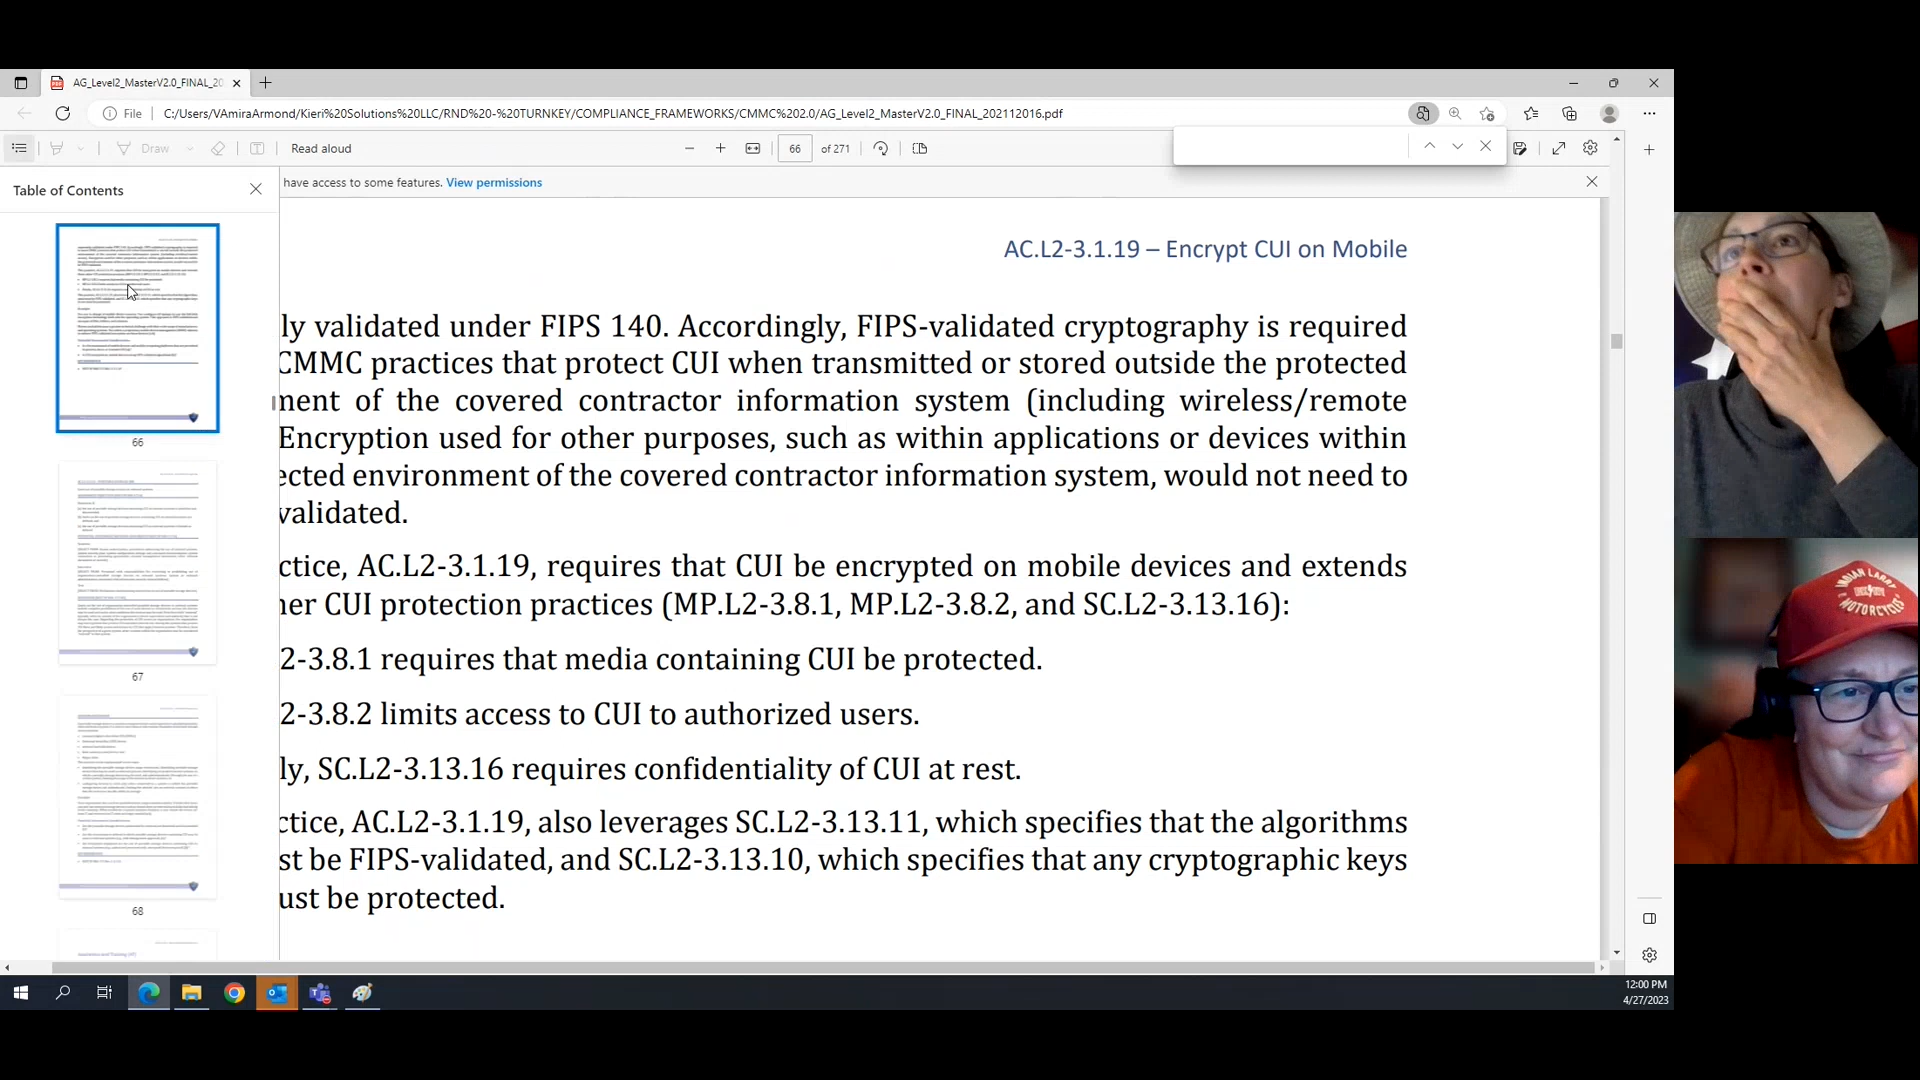 AG_Level2_MasterV2.0_FINAL_20
File
C:/Users/VAmiraArmond/Kieri%20Solutions%20LLC/RND%20-%20TURNKEY/COMPLIANCE_FRAMEWORKS/CMMC%202.0/AG_Level2_MasterV2.0_FINAL_202112016.pdf
Draw
Read aloud
66 of 271
Table of Contents
have access to some features. View permissions
66
67
68
AC.L2-3.1.19 – Encrypt CUI on Mobile
ly validated under FIPS 140. Accordingly, FIPS-validated cryptography is required
CMMC practices that protect CUI when transmitted or stored outside the protected
ment of the covered contractor information system (including wireless/remote
Encryption used for other purposes, such as within applications or devices within
ected environment of the covered contractor information system, would not need to
validated.
ctice, AC.L2-3.1.19, requires that CUI be encrypted on mobile devices and extends
her CUI protection practices (MP.L2-3.8.1, MP.L2-3.8.2, and SC.L2-3.13.16):
2-3.8.1 requires that media containing CUI be protected.
2-3.8.2 limits access to CUI to authorized users.
ly, SC.L2-3.13.16 requires confidentiality of CUI at rest.
ctice, AC.L2-3.1.19, also leverages SC.L2-3.13.11, which specifies that the algorithms
st be FIPS-validated, and SC.L2-3.13.10, which specifies that any cryptographic keys
ust be protected.
INDIAN LARRY
MOTORCYCLES
12:00 PM
4/27/2023